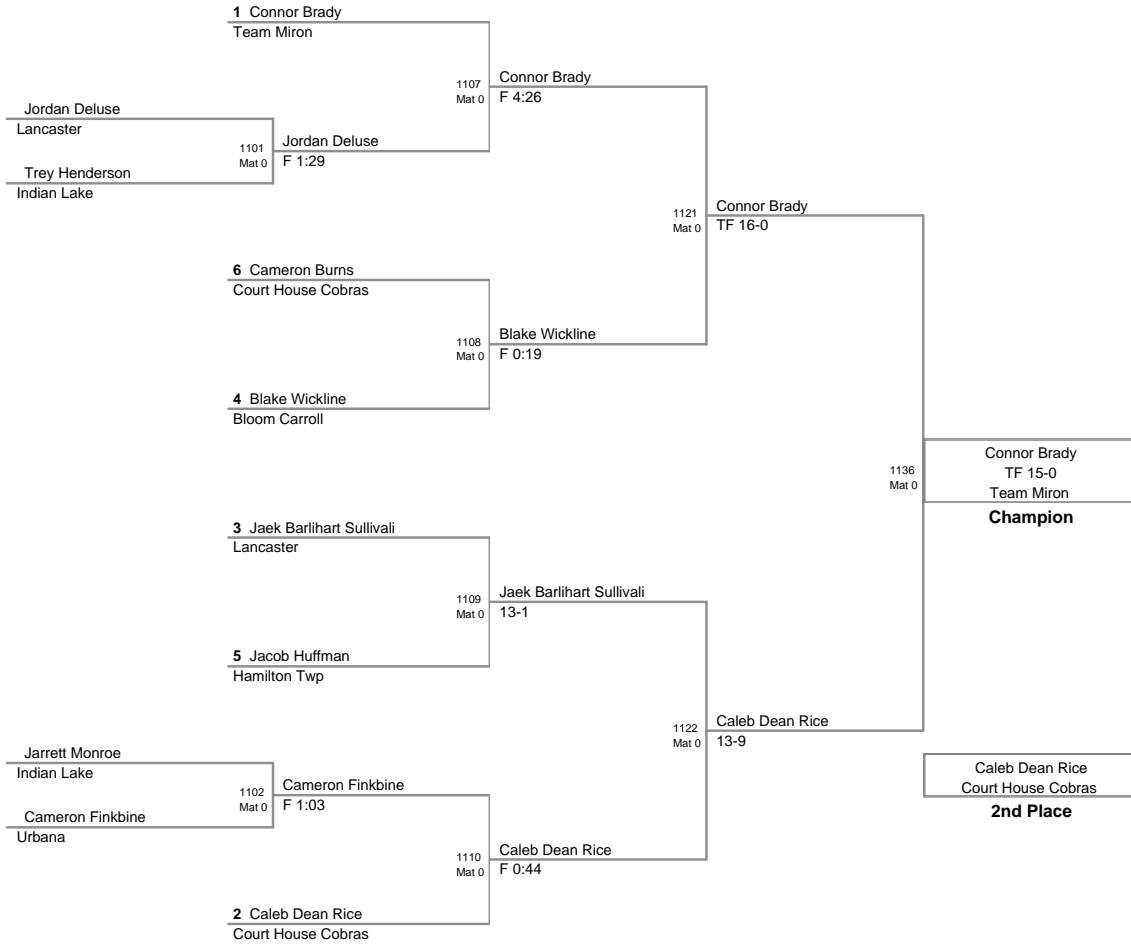 1 Connor Brady
Team Miron
Jordan Deluse
Lancaster
Trey Henderson
Indian Lake
1101
Mat 0
Jordan Deluse
F 1:29
1107
Mat 0
Connor Brady
F 4:26
6 Cameron Burns
Court House Cobras
4 Blake Wickline
Bloom Carroll
1108
Mat 0
Blake Wickline
F 0:19
1121
Mat 0
Connor Brady
TF 16-0
3 Jaek Barlihart Sullivali
Lancaster
5 Jacob Huffman
Hamilton Twp
1109
Mat 0
Jaek Barlihart Sullivali
13-1
Jarrett Monroe
Indian Lake
Cameron Finkbine
Urbana
1102
Mat 0
Cameron Finkbine
F 1:03
2 Caleb Dean Rice
Court House Cobras
1110
Mat 0
Caleb Dean Rice
F 0:44
1122
Mat 0
Caleb Dean Rice
13-9
1136
Mat 0
Connor Brady
TF 15-0
Team Miron
Champion
Caleb Dean Rice
Court House Cobras
2nd Place